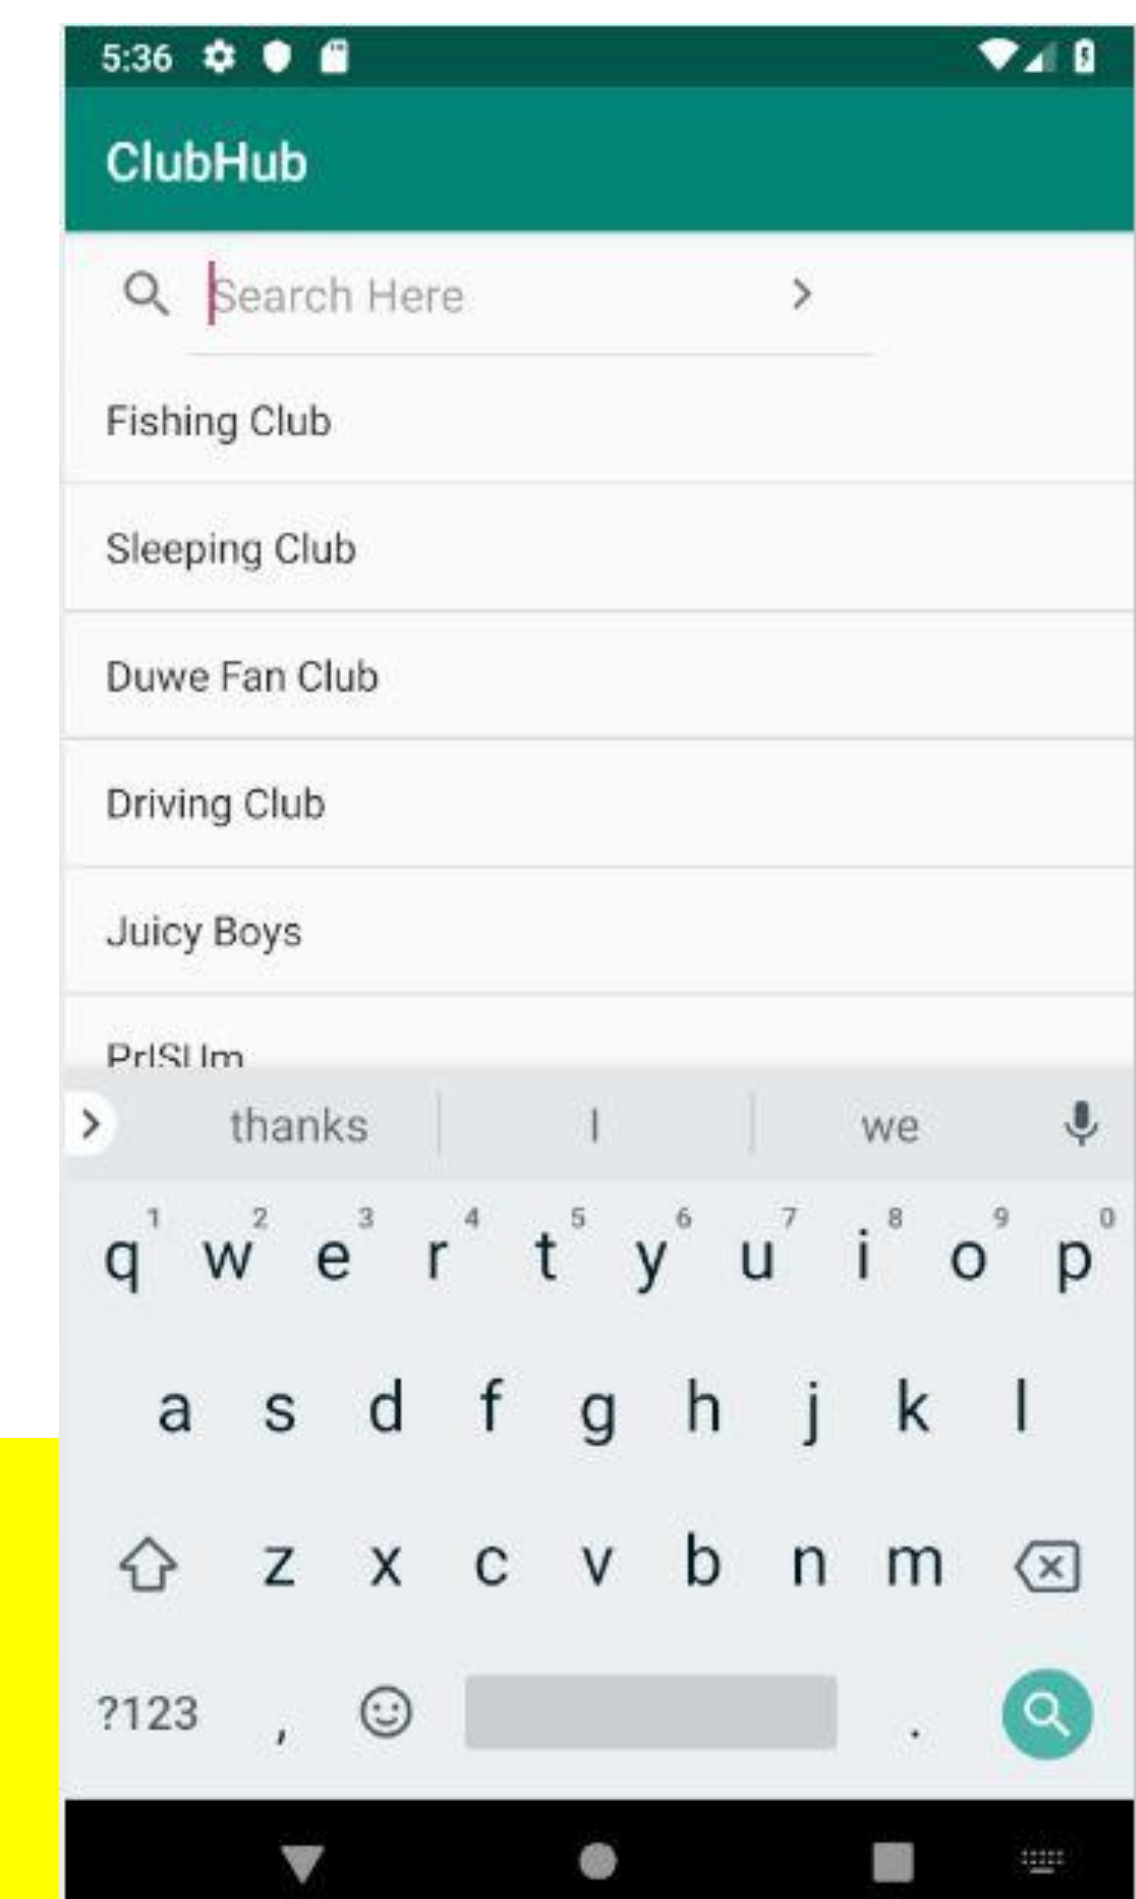 5:36
ClubHub
Search Here
Fishing Club
Sleeping Club
Duwe Fan Club
Driving Club
Juicy Boys
PrISUm
thanks I we
1 2 3 4 5 6 7 8 9 0
q w e r t y u i o p
a s d f g h j k l
z x c v b n m
?123 , .